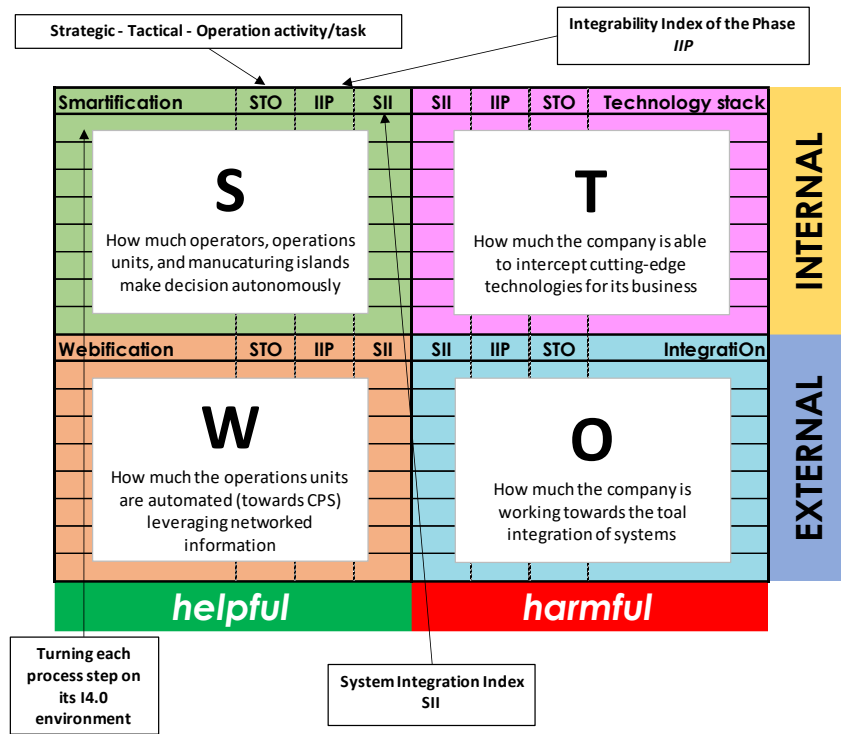 Strategic - Tactical - Operation activity/task
Integrability Index of the Phase
IIP
Smartification STO IIP SII
SII IIP STO Technology stack
S
How much operators, operations
units, and manucaturing islands
make decision autonomously
T
How much the company is able
to intercept cutting-edge
technologies for its business
INTERNAL
Webification STO IIP SII
SII IIP STO IntegratiOn
W
How much the operations units
are automated (towards CPS)
leveraging networked
information
O
How much the company is
working towards the toal
integration of systems
EXTERNAL
helpful
harmful
Turning each
process step on
its I4.0
environment
System Integration Index
SII